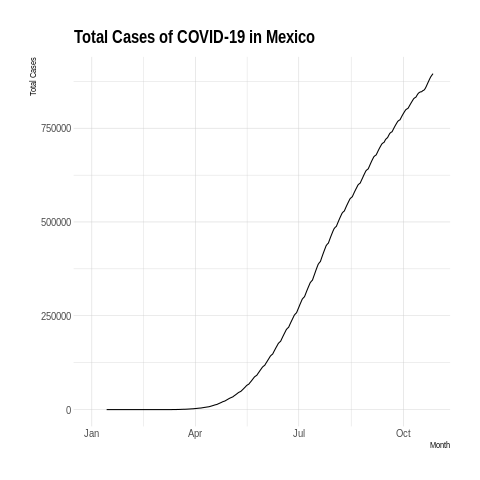 Total Cases of COVID-19 in Mexico
Total Cases
750000
500000
250000
0
Jan Apr Jul Oct
Month